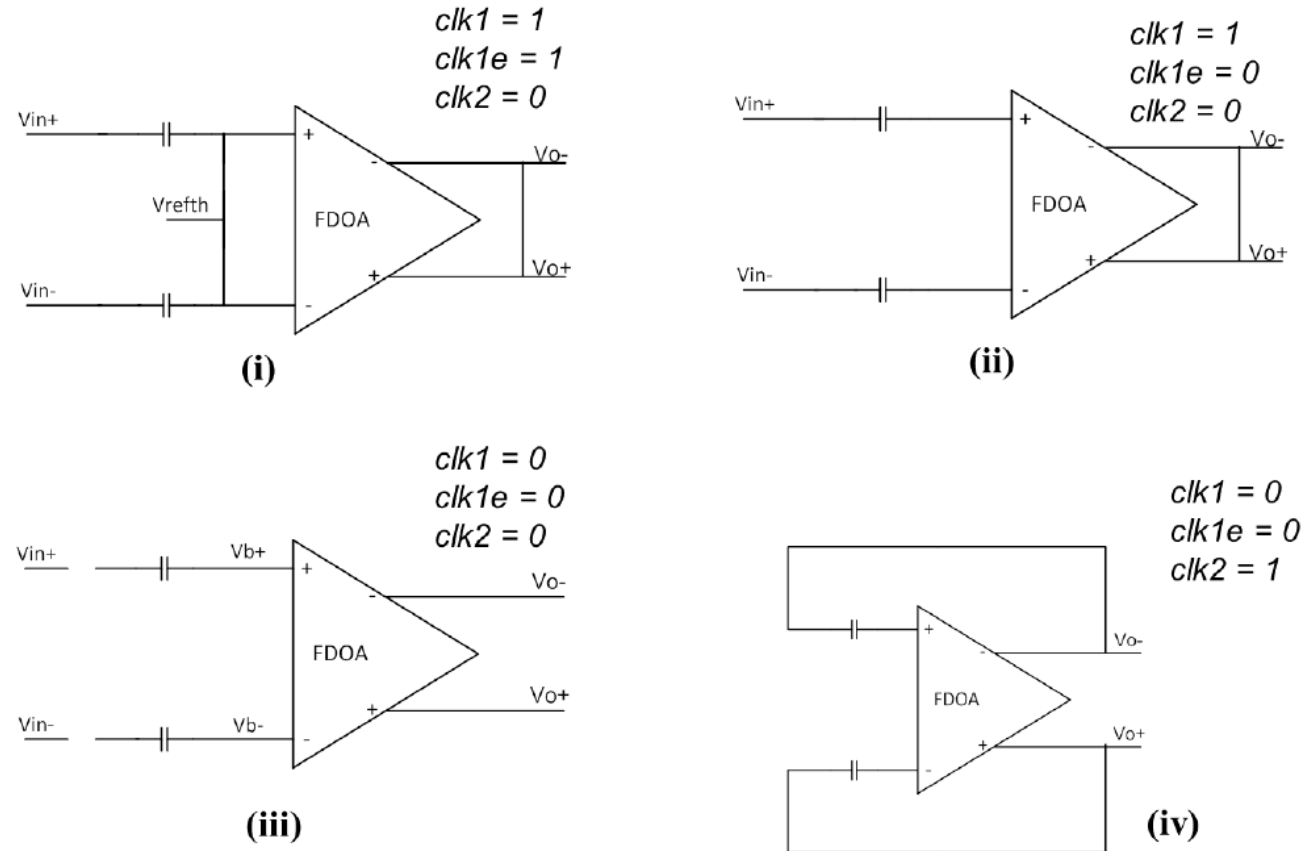 clk1 = 1
clk1e = 1
clk2 = 0
Vin+
+
-
Vo-
Vrefth
FDOA
+
Vo+
Vin-
-
(i)
clk1 = 1
clk1e = 0
clk2 = 0
Vin+
+
-
Vo-
FDOA
Vin-
+
Vo+
-
(ii)
clk1 = 0
clk1e = 0
clk2 = 0
Vin+
Vb+
+
-
Vo-
FDOA
Vo+
Vin-
Vb-
+
-
(iii)
clk1 = 0
clk1e = 0
clk2 = 1
+
-
Vo-
FDOA
Vo+
+
-
(iv)